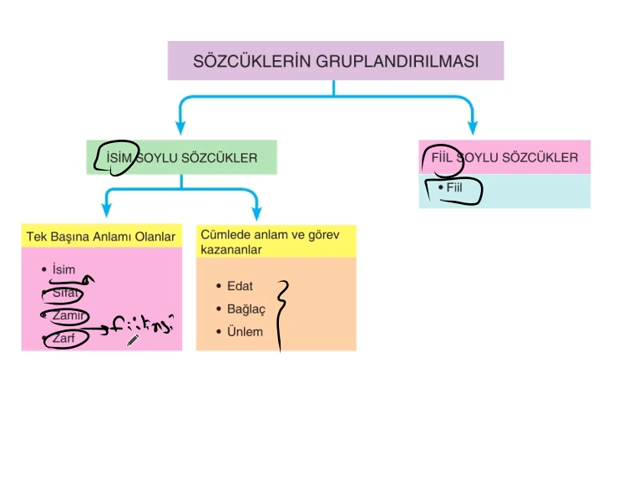 SÖZCÜKLERİN GRUPLANDIRILMASI
İSİM SOYLU SÖZCÜKLER
FİİL SOYLU SÖZCÜKLER
• Fiil
Tek Başına Anlamı Olanlar
• İsim
• Sıfat
• Zamir
• Zarf
Cümlede anlam ve görev
kazananlar
• Edat
• Bağlaç
• Ünlem